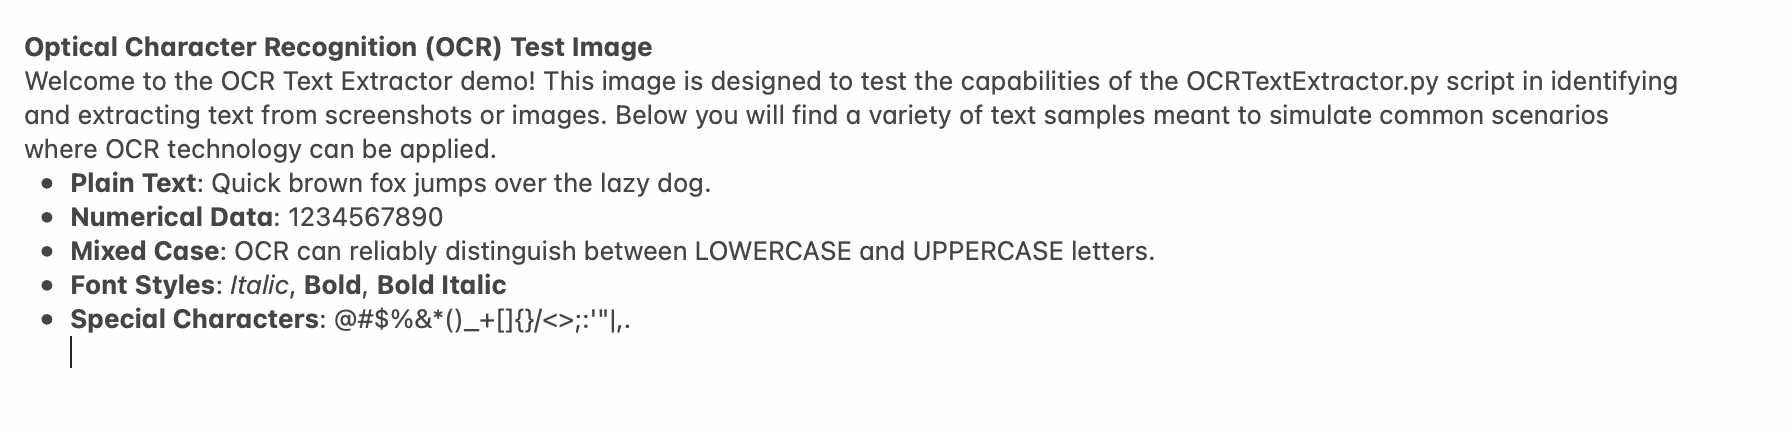 Optical Character Recognition (OCR) Test Image
Welcome to the OCR Text Extractor demo! This image is designed to test the capabilities of the OCRTextExtractor.py script in identifying
and extracting text from screenshots or images. Below you will find a variety of text samples meant to simulate common scenarios
where OCR technology can be applied.
• Plain Text: Quick brown fox jumps over the lazy dog.
• Numerical Data: 1234567890
• Mixed Case: OCR can reliably distinguish between LOWERCASE and UPPERCASE letters.
• Font Styles: Italic, Bold, Bold Italic
• Special Characters: @#$%&*()_+[]{}/<>;:'"|,.